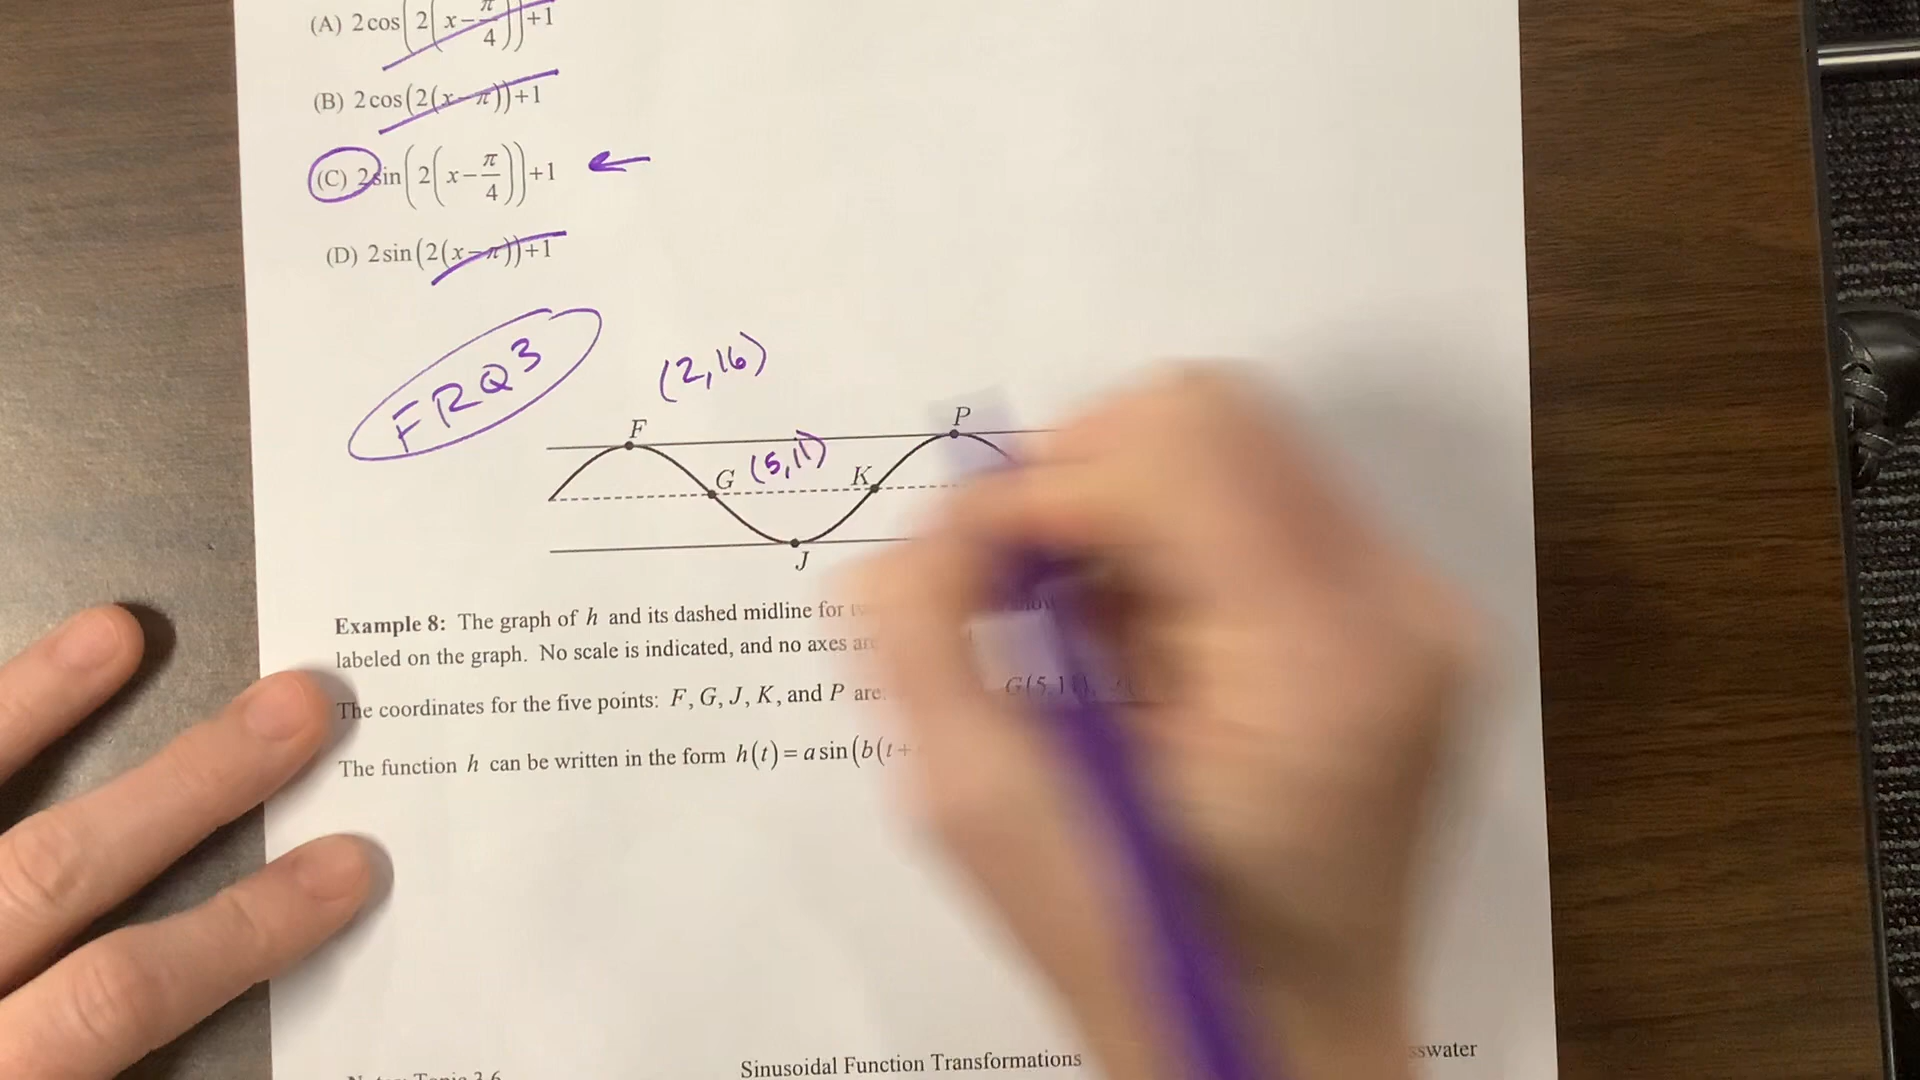 (A) 2cos(2(x-π/4))+1
(B) 2cos(2(x-π))+1
(C) 2sin(2(x-π/4))+1
(D) 2sin(2(x-π))+1
FRQ3
(2,16)
F
P
G (5,11) K
J
Example 8: The graph of h and its dashed midline for
labeled on the graph. No scale is indicated, and no axes
The coordinates for the five points: F, G, J, K, and P are:
The function h can be written in the form h(t)=a sin(b(t+
Sinusoidal Function Transformations